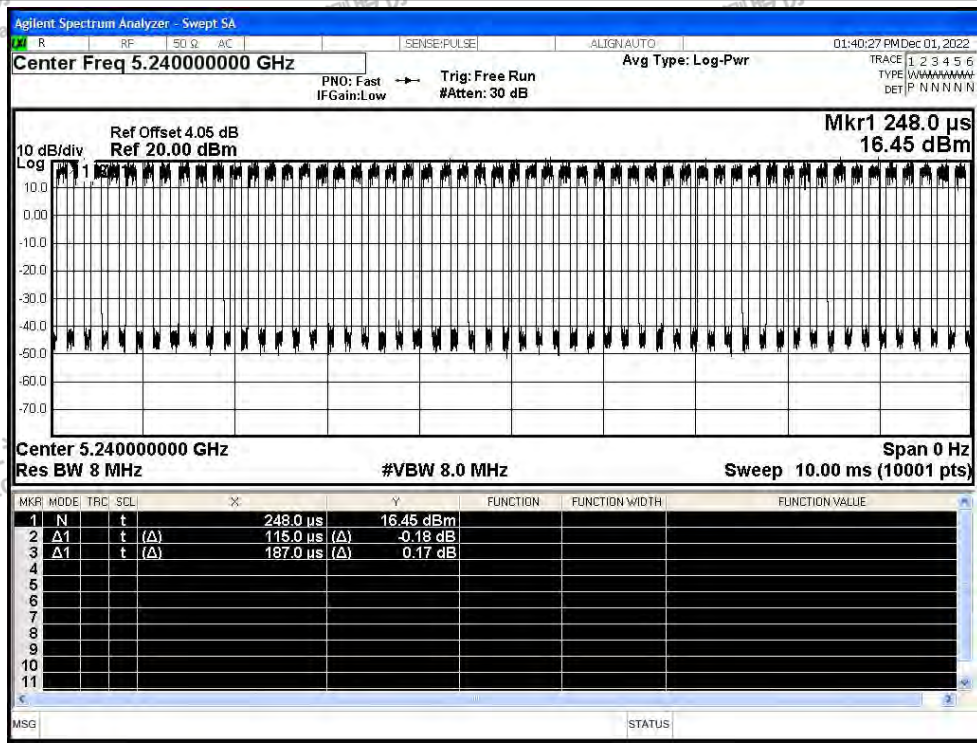 Agilent Spectrum Analyzer - Swept SA
R RF 50 Ω AC SENSE:PULSE ALIGN AUTO 01:40:27 PM Dec 01, 2022
Center Freq 5.240000000 GHz Avg Type: Log-Pwr TRACE 1 2 3 4 5 6
PNO: Fast Trig: Free Run TYPE WWWWWW
IFGain:Low #Atten: 30 dB DET P N N N N N
Mkr1 248.0 µs
Ref Offset 4.05 dB
10 dB/div Ref 20.00 dBm 16.45 dBm
Log
10.0
0.00
-10.0
-20.0
-30.0
-40.0
-50.0
-60.0
-70.0
Center 5.240000000 GHz Span 0 Hz
Res BW 8 MHz #VBW 8.0 MHz Sweep 10.00 ms (10001 pts)
MKR MODE TRC SCL X Y FUNCTION FUNCTION WIDTH FUNCTION VALUE
1 N t 248.0 µs 16.45 dBm
2 Δ1 t (Δ) 115.0 µs (Δ) -0.18 dB
3 Δ1 t (Δ) 187.0 µs (Δ) 0.17 dB
4
5
6
7
8
9
10
11
MSG STATUS